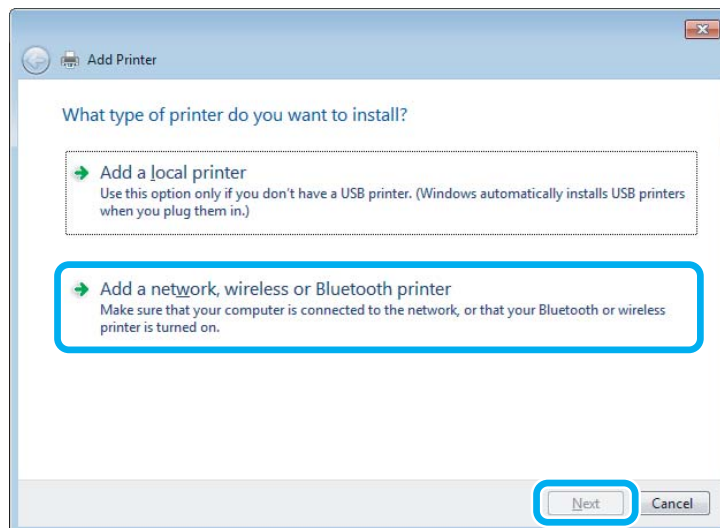 Add Printer
What type of printer do you want to install?
Add a local printer
Use this option only if you don't have a USB printer. (Windows automatically installs USB printers
when you plug them in.)
Add a network, wireless or Bluetooth printer
Make sure that your computer is connected to the network, or that your Bluetooth or wireless
printer is turned on.
Next Cancel